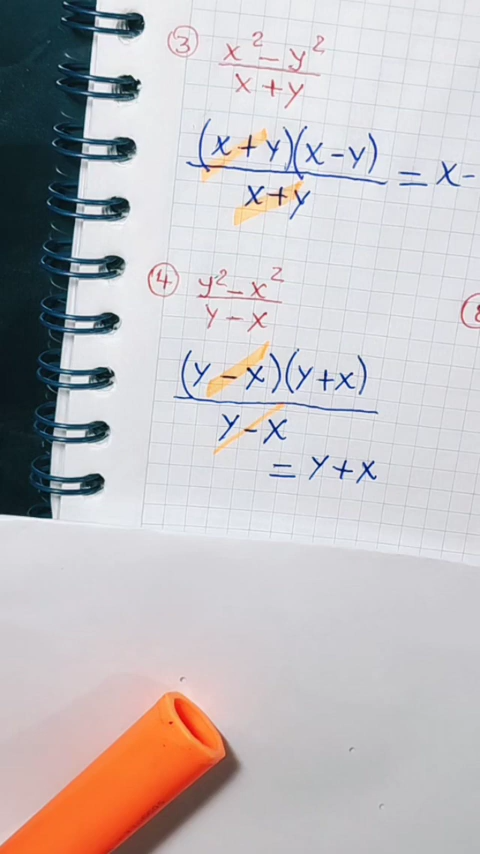 ③ x² - y²
x + y
(x + y)(x - y)
x + y
= x -
④ y² - x²
y - x
(y - x)(y + x)
y - x
= y + x